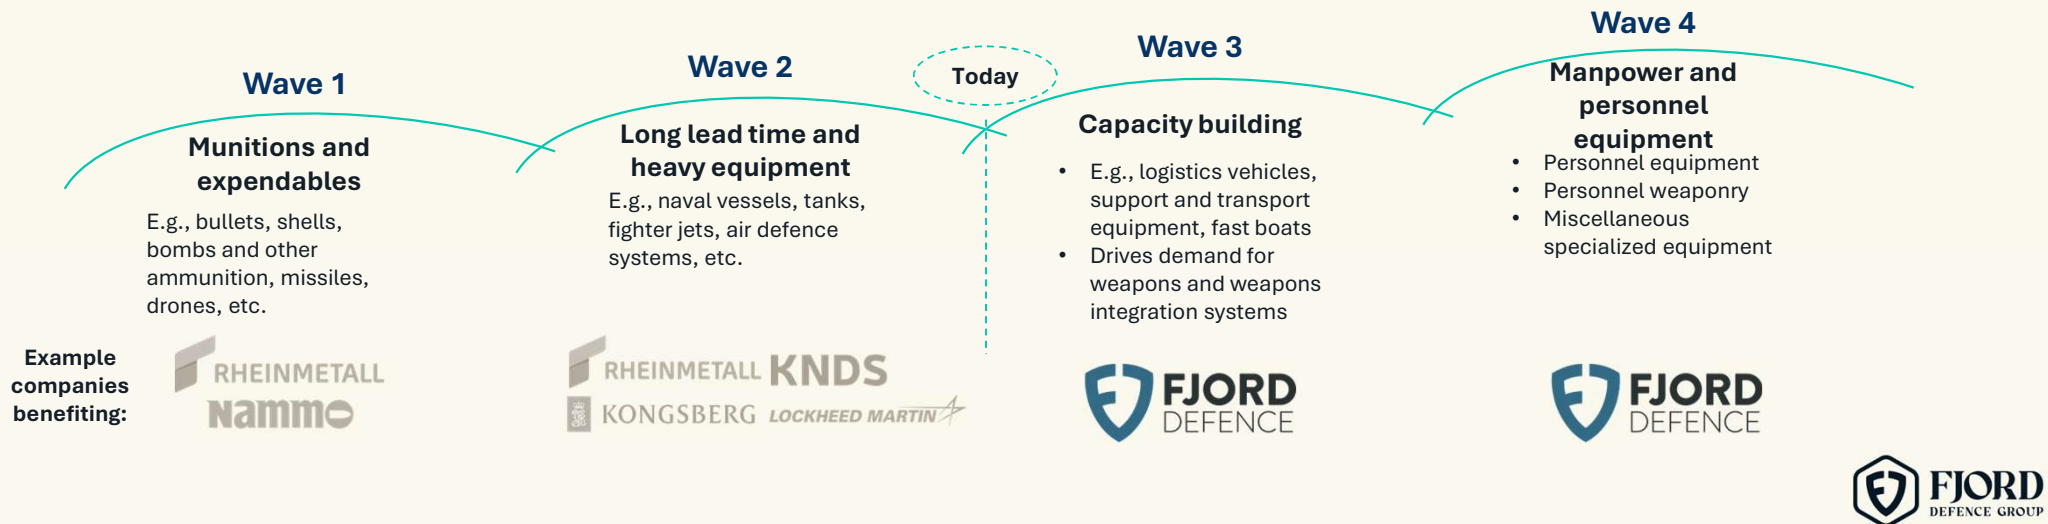 Wave 1
Munitions and
expendables
E.g., bullets, shells,
bombs and other
ammunition, missiles,
drones, etc.
Wave 2
Long lead time and
heavy equipment
E.g., naval vessels, tanks,
fighter jets, air defence
systems, etc.
Today
Wave 3
Capacity building
• E.g., logistics vehicles,
support and transport
equipment, fast boats
• Drives demand for
weapons and weapons
integration systems
Wave 4
Manpower and
personnel
equipment
• Personnel equipment
• Personnel weaponry
• Miscellaneous
specialized equipment
Example
companies
benefiting:
RHEINMETALL
Nammo
RHEINMETALL KNDS
KONGSBERG LOCKHEED MARTIN
FJORD
DEFENCE
FJORD
DEFENCE
FJORD
DEFENCE GROUP